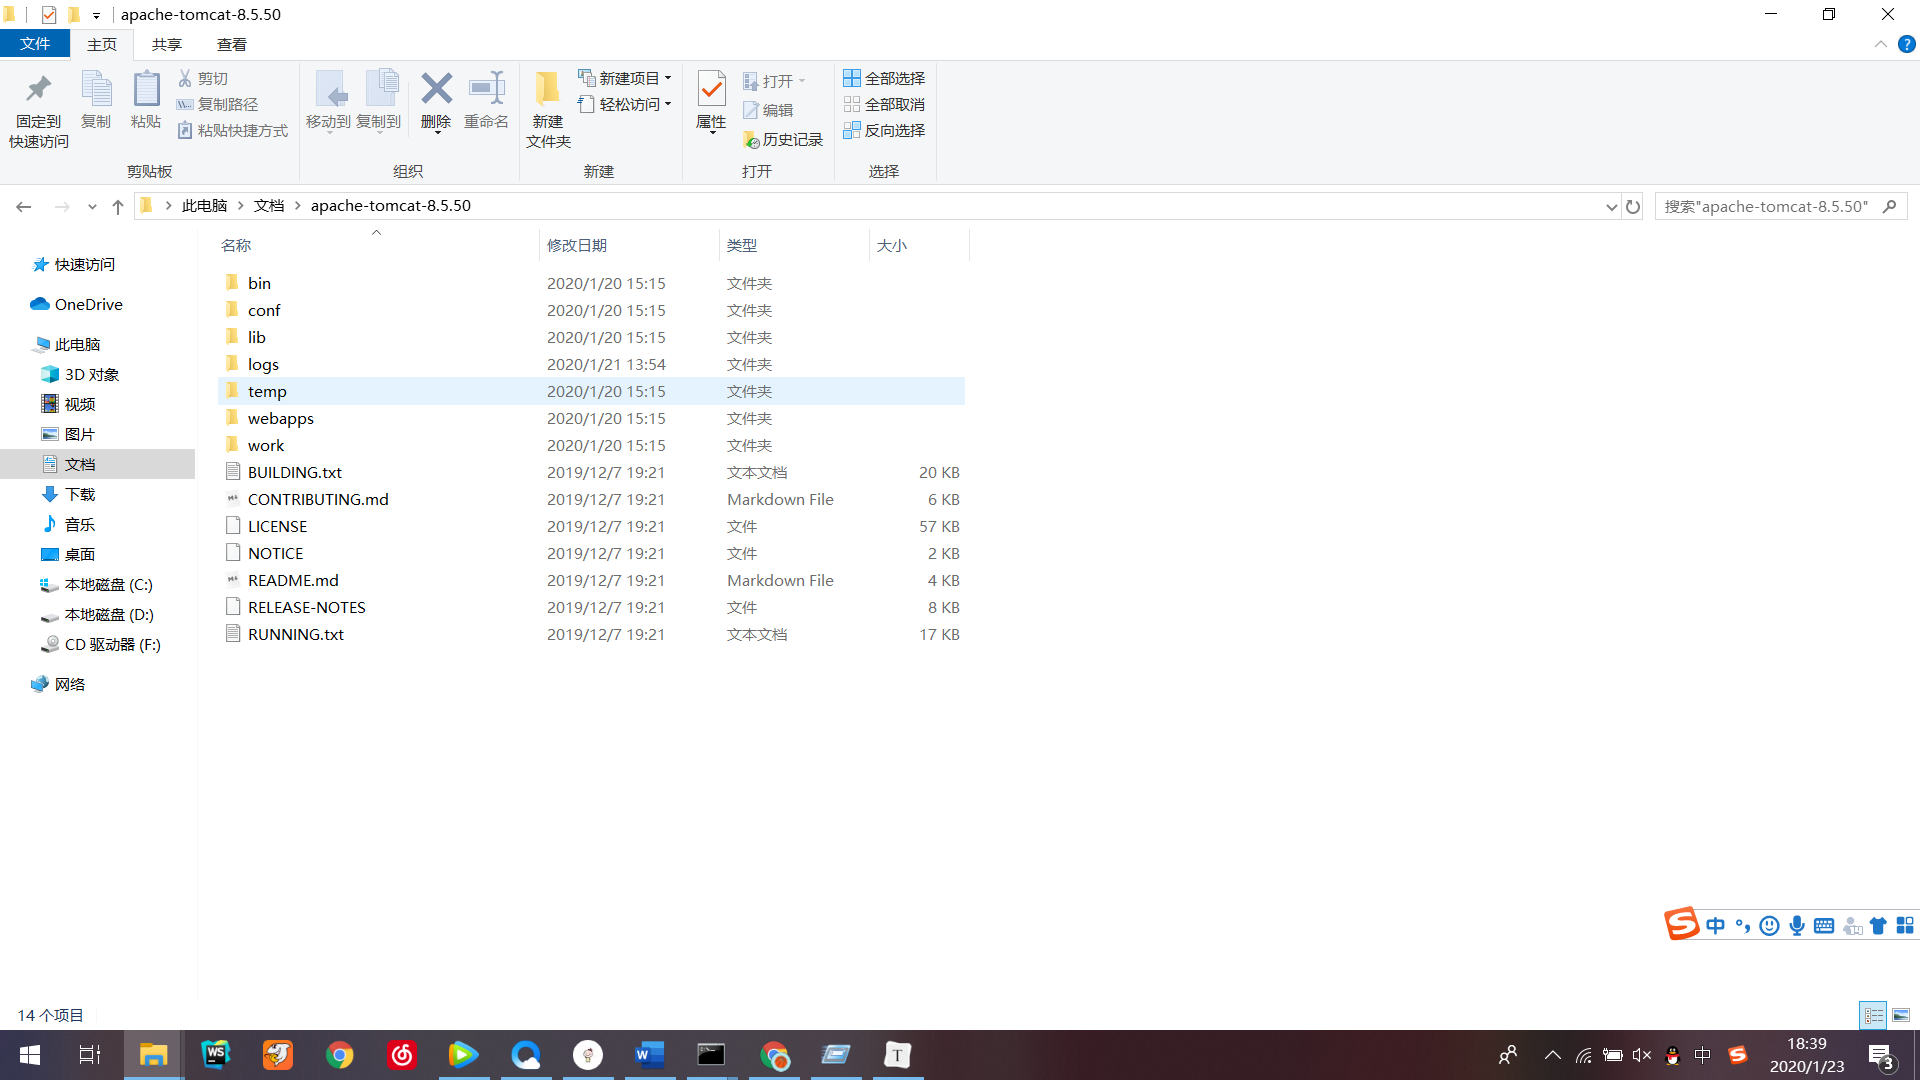 apache-tomcat-8.5.50
文件 主页 共享 查看
固定到快速访问
复制
粘贴
剪切
复制路径
粘贴快捷方式
剪贴板
移动到
复制到
删除
重命名
组织
新建文件夹
新建项目
轻松访问
新建
属性
打开
编辑
历史记录
打开
全部选择
全部取消
反向选择
选择
此电脑 文档 apache-tomcat-8.5.50
搜索"apache-tomcat-8.5.50"
快速访问
OneDrive
此电脑
3D 对象
视频
图片
文档
下载
音乐
桌面
本地磁盘 (C:)
本地磁盘 (D:)
CD 驱动器 (F:)
网络
名称 修改日期 类型 大小
bin 2020/1/20 15:15 文件夹
conf 2020/1/20 15:15 文件夹
lib 2020/1/20 15:15 文件夹
logs 2020/1/21 13:54 文件夹
temp 2020/1/20 15:15 文件夹
webapps 2020/1/20 15:15 文件夹
work 2020/1/20 15:15 文件夹
BUILDING.txt 2019/12/7 19:21 文本文档 20 KB
CONTRIBUTING.md 2019/12/7 19:21 Markdown File 6 KB
LICENSE 2019/12/7 19:21 文件 57 KB
NOTICE 2019/12/7 19:21 文件 2 KB
README.md 2019/12/7 19:21 Markdown File 4 KB
RELEASE-NOTES 2019/12/7 19:21 文件 8 KB
RUNNING.txt 2019/12/7 19:21 文本文档 17 KB
中
14 个项目
WS
W
T
中
18:39
2020/1/23
3